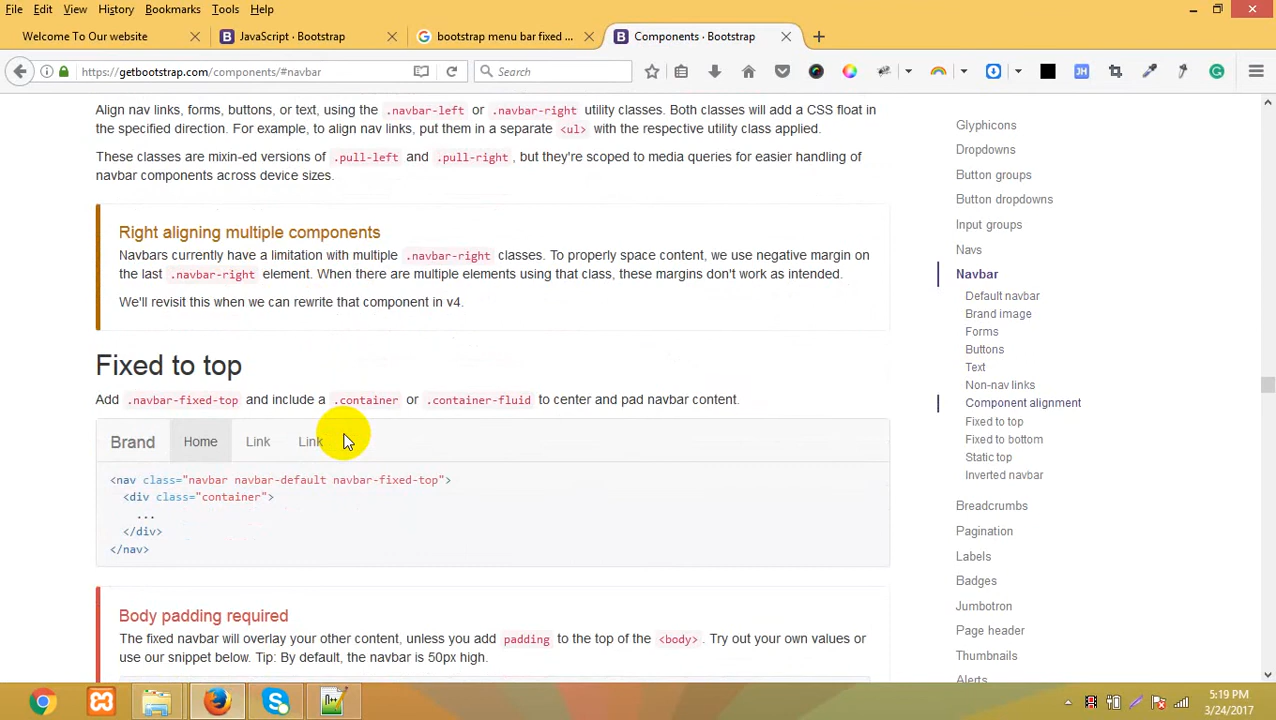 File Edit View History Bookmarks Tools Help
Welcome To Our website
JavaScript · Bootstrap
bootstrap menu bar fixed ...
Components · Bootstrap
https://getbootstrap.com/components/#navbar
Search
JH
Align nav links, forms, buttons, or text, using the .navbar-left or .navbar-right utility classes. Both classes will add a CSS float in
the specified direction. For example, to align nav links, put them in a separate <ul> with the respective utility class applied.
These classes are mixin-ed versions of .pull-left and .pull-right, but they're scoped to media queries for easier handling of
navbar components across device sizes.
Right aligning multiple components
Navbars currently have a limitation with multiple .navbar-right classes. To properly space content, we use negative margin on
the last .navbar-right element. When there are multiple elements using that class, these margins don't work as intended.
We'll revisit this when we can rewrite that component in v4.
Fixed to top
Add .navbar-fixed-top and include a .container or .container-fluid to center and pad navbar content.
Brand Home Link Link
<nav class="navbar navbar-default navbar-fixed-top">
<div class="container">
...
</div>
</nav>
Body padding required
The fixed navbar will overlay your other content, unless you add padding to the top of the <body>. Try out your own values or
use our snippet below. Tip: By default, the navbar is 50px high.
Glyphicons
Dropdowns
Button groups
Button dropdowns
Input groups
Navs
Navbar
Default navbar
Brand image
Forms
Buttons
Text
Non-nav links
Component alignment
Fixed to top
Fixed to bottom
Static top
Inverted navbar
Breadcrumbs
Pagination
Labels
Badges
Jumbotron
Page header
Thumbnails
Alerts
5:19 PM
3/24/2017